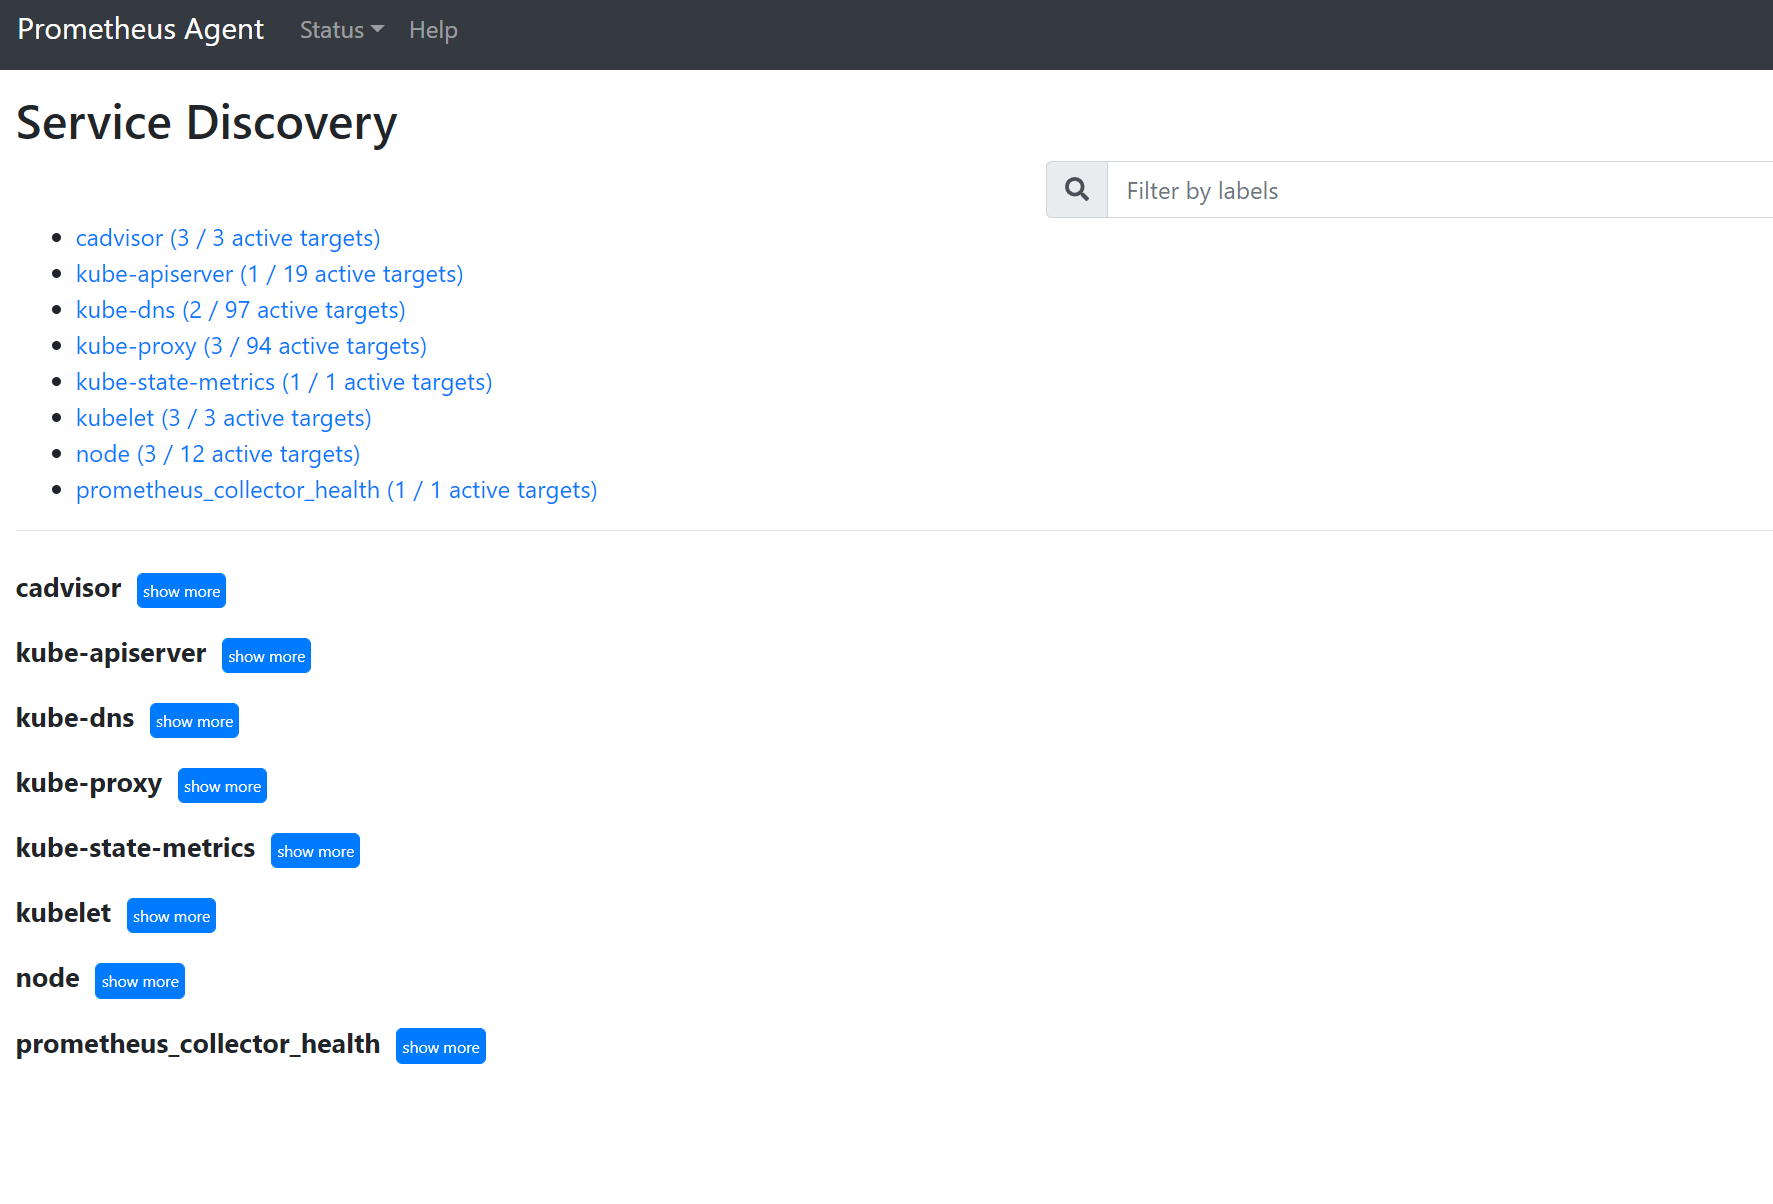 Prometheus Agent Status Help
Service Discovery
Filter by labels
cadvisor (3 / 3 active targets)
kube-apiserver (1 / 19 active targets)
kube-dns (2 / 97 active targets)
kube-proxy (3 / 94 active targets)
kube-state-metrics (1 / 1 active targets)
kubelet (3 / 3 active targets)
node (3 / 12 active targets)
prometheus_collector_health (1 / 1 active targets)
cadvisor show more
kube-apiserver show more
kube-dns show more
kube-proxy show more
kube-state-metrics show more
kubelet show more
node show more
prometheus_collector_health show more